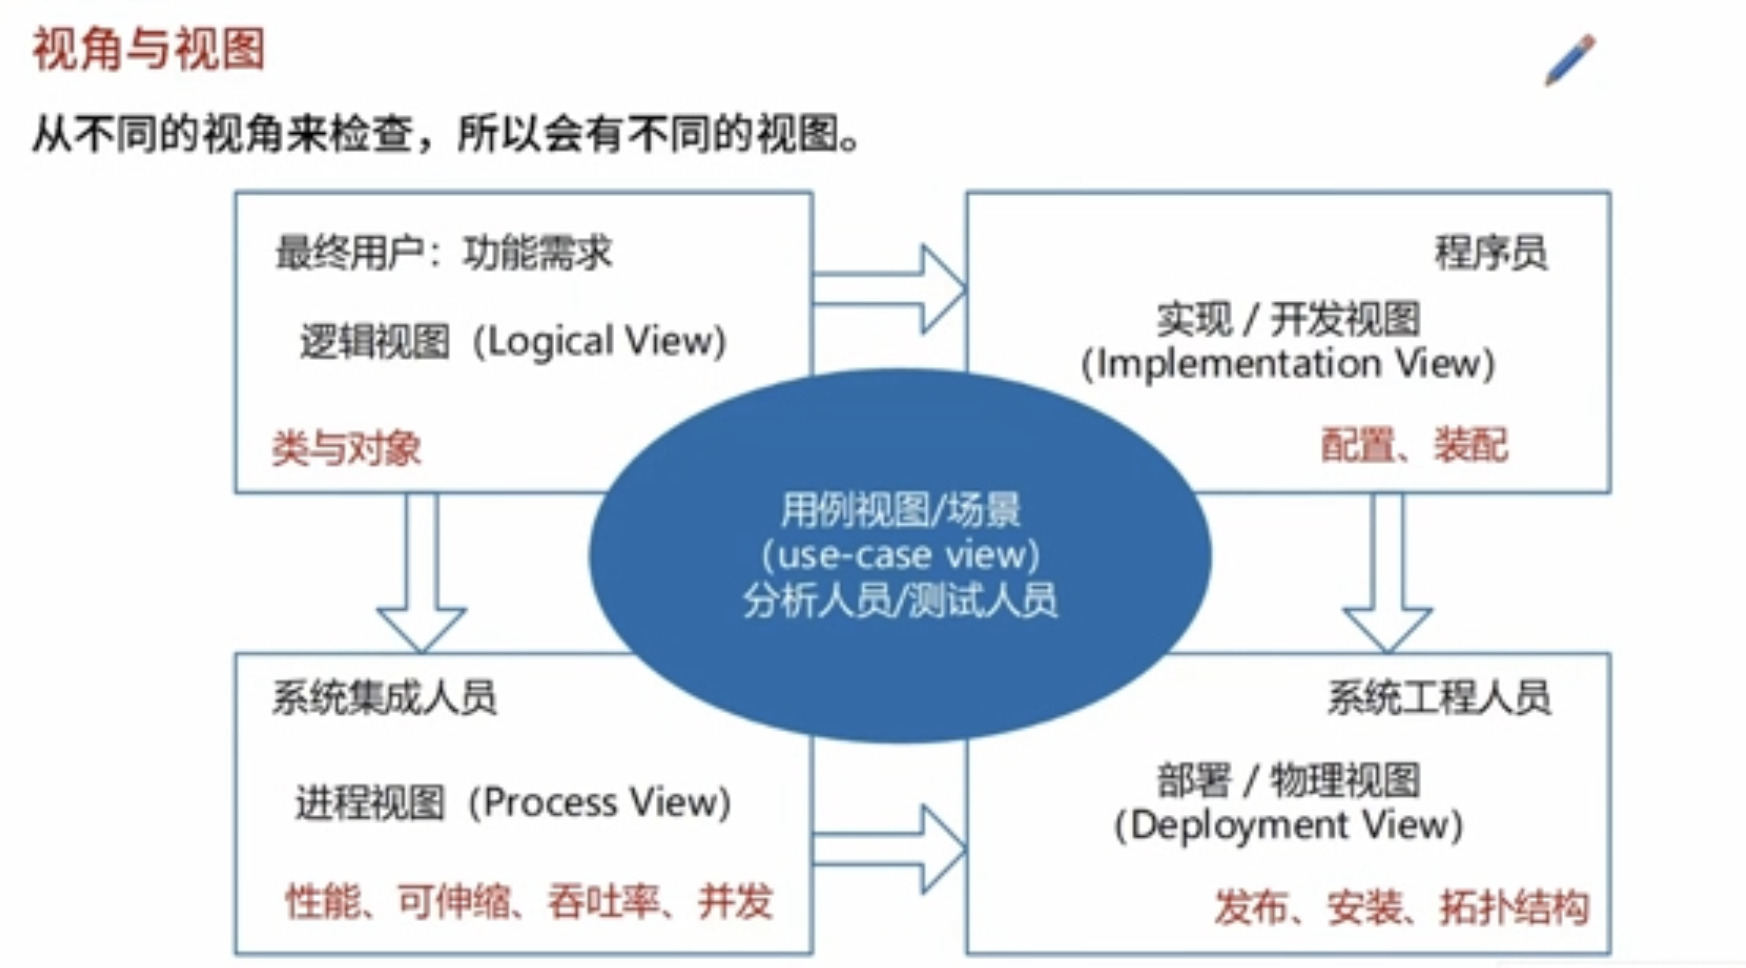 视角与视图
从不同的视角来检查，所以会有不同的视图。
最终用户：功能需求
逻辑视图（Logical View）
类与对象
程序员
实现 / 开发视图
（Implementation View）
配置、装配
用例视图/场景
(use-case view)
分析人员/测试人员
系统集成人员
进程视图（Process View）
性能、可伸缩、吞吐率、并发
系统工程人员
部署 / 物理视图
（Deployment View）
发布、安装、拓扑结构